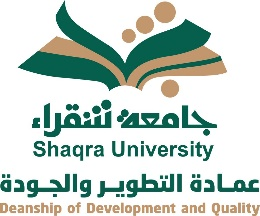 جامعة شقراء
Shaqra University
عمادة التطوير والجودة
Deanship of Development and Quality